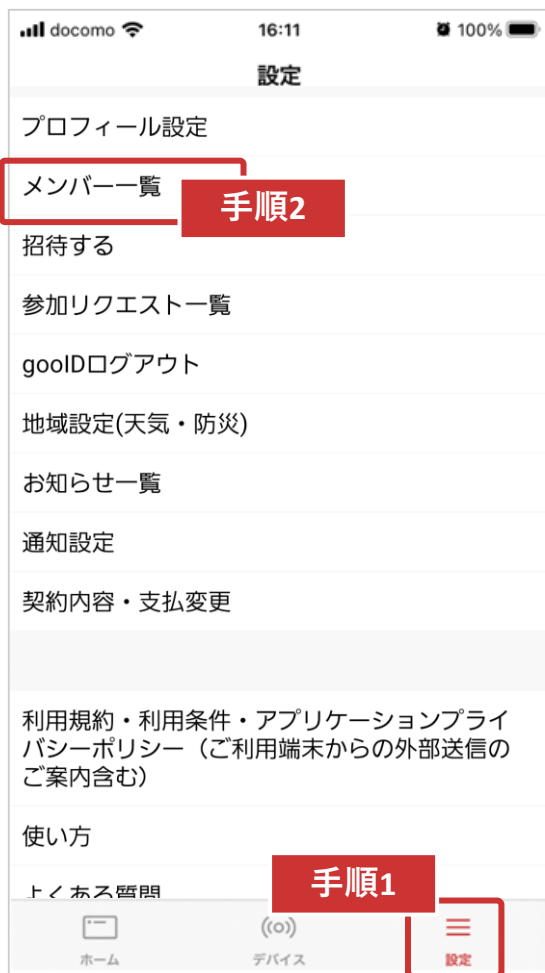 docomo 16:11 100%
設定
プロフィール設定
メンバー一覧
手順2
招待する
参加リクエスト一覧
gooIDログアウト
地域設定(天気・防災)
お知らせ一覧
通知設定
契約内容・支払変更
利用規約・利用条件・アプリケーションプライ
バシーポリシー（ご利用端末からの外部送信の
ご案内含む）
使い方
よくある質問
手順1
ホーム デバイス 設定